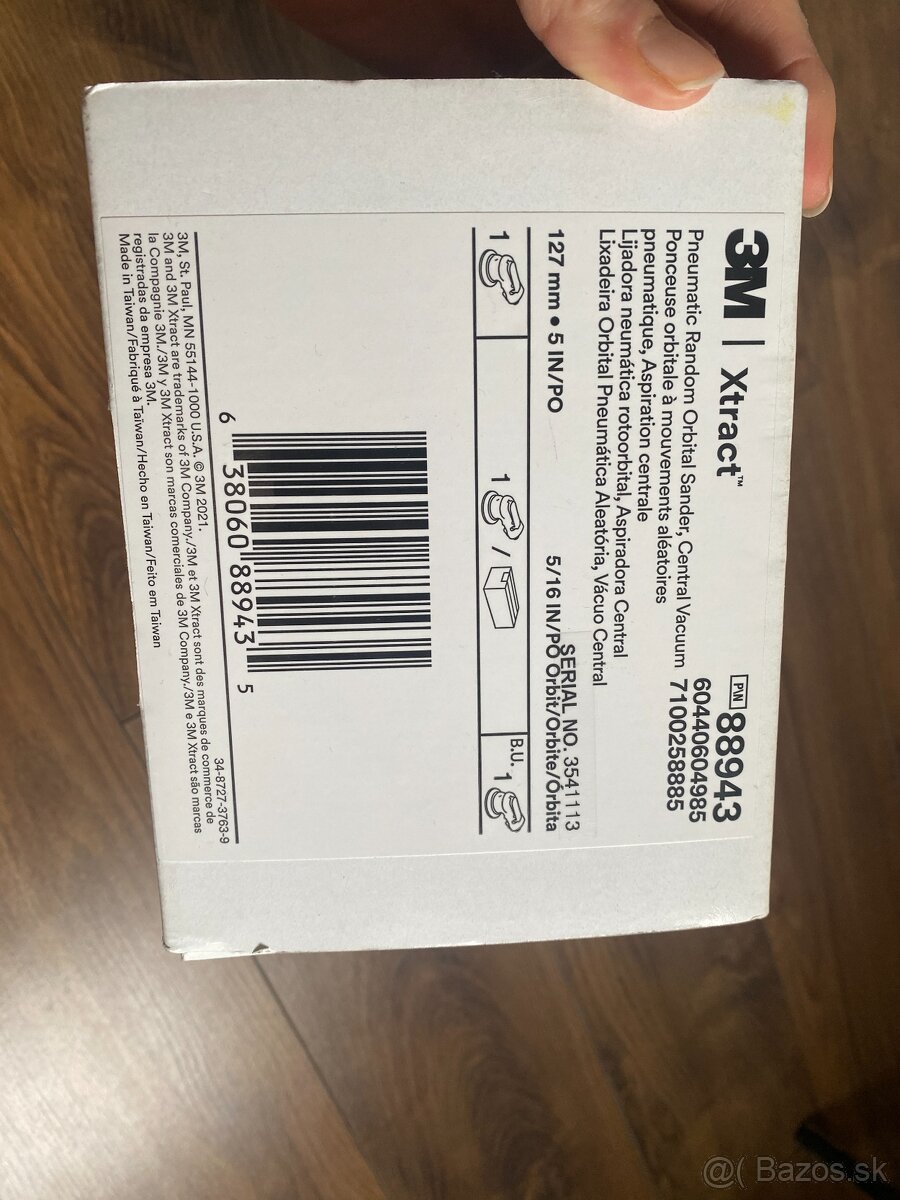 3M | Xtract™
PIN 88943
60440604985
7100258885
Pneumatic Random Orbital Sander, Central Vacuum
Ponceuse orbitale à mouvements aléatoires
pneumatique, Aspiration centrale
Lijadora neumática rotoorbital, Aspiradora Central
Lixadeira Orbital Pneumática Aleatória, Vácuo Central
SERIAL NO. 3541113
127 mm • 5 IN/PO 5/16 IN/PO Orbit/Orbite/Órbita
1 1 / B.U. 1
6 38060 88943 5
34-8727-3763-9
3M, St. Paul, MN 55144-1000 U.S.A. © 3M 2021.
3M and 3M Xtract are trademarks of 3M Company./3M et 3M Xtract sont des marques de commerce de
la Compagnie 3M./3M y 3M Xtract son marcas comerciales de 3M Company./3M e 3M Xtract são marcas
registradas da empresa 3M.
Made in Taiwan/Fabriqué à Taïwan/Hecho en Taiwan/Feito em Taiwan
@( Bazos.sk